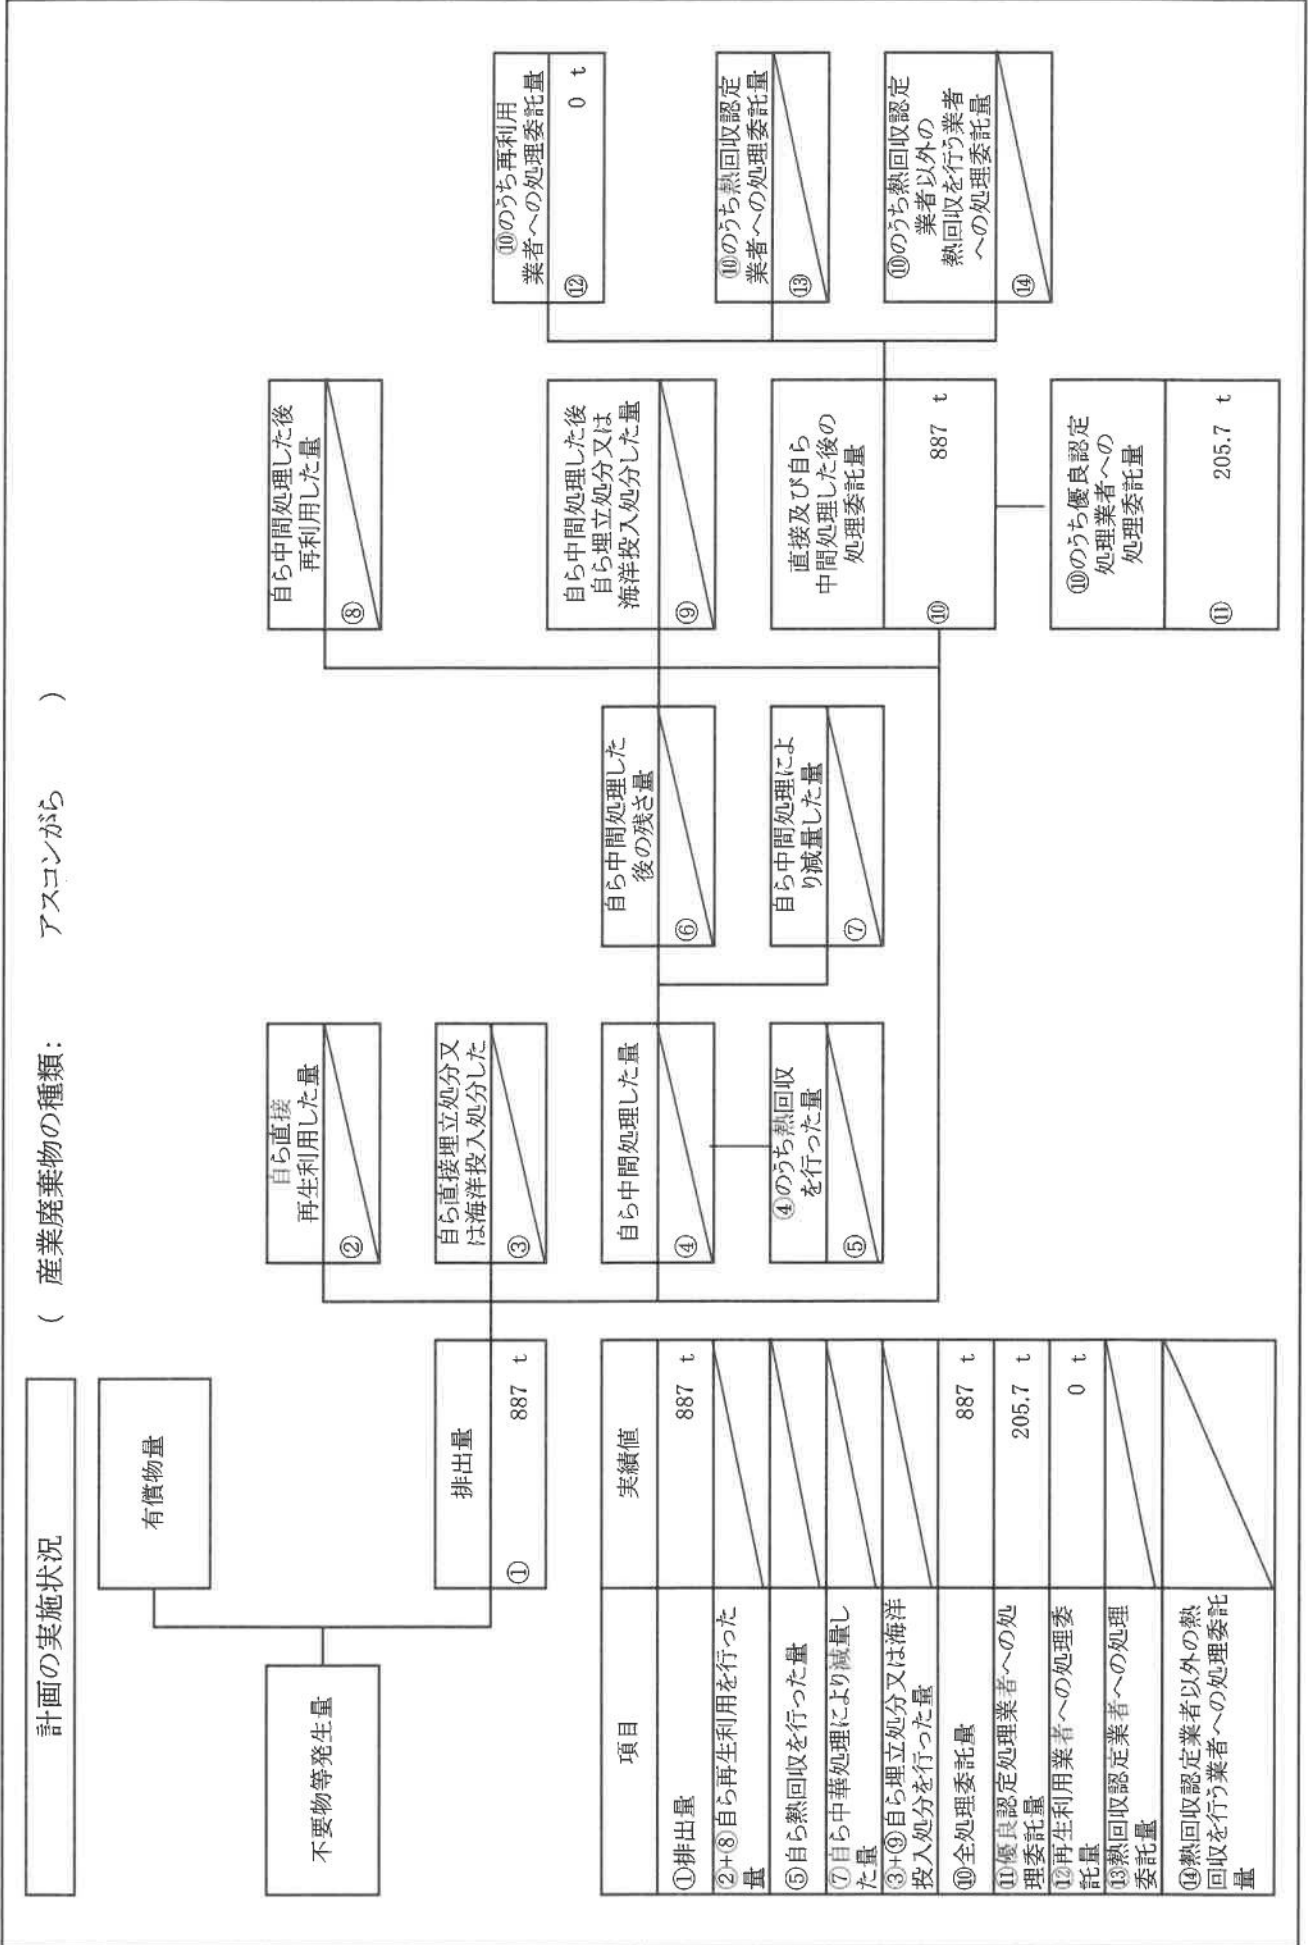 計画の実施状況
( 産業廃棄物の種類: アスコンがら )
有償物量
不要物等発生量
排出量
① 887 t
自ら直接
再生利用した量
②
自ら直接埋立処分又
は海洋投入処分した
③
自ら中間処理した量
④
④のうち熱回収
を行った量
⑤
自ら中間処理した
後の残さ量
⑥
自ら中間処理によ
り減量した量
⑦
自ら中間処理した後
再利用した量
⑧
自ら中間処理した後
自ら埋立処分又は
海洋投入処分した量
⑨
直接及び自ら
中間処理した後の
処理委託量
⑩ 887 t
⑩のうち優良認定
処理業者への
処理委託量
⑪ 205.7 t
⑩のうち再利用
業者への処理委託量
⑫ 0 t
⑩のうち熱回収認定
業者への処理委託量
⑬
⑩のうち熱回収認定
業者以外の
熱回収を行う業者
への処理委託量
⑭
項目 実績値
①排出量 887 t
②+⑧自ら再生利用を行った
量
⑤自ら熱回収を行った量
⑦自ら中華処理により減量し
た量
③+⑨自ら埋立処分又は海洋
投入処分を行った量
⑩全処理委託量 887 t
⑪優良認定処理業者への処
理委託量 205.7 t
⑫再生利用業者への処理委
託量 0 t
⑬熱回収認定業者への処理
委託量
⑭熱回収認定業者以外の熱
回収を行う業者への処理委託
量